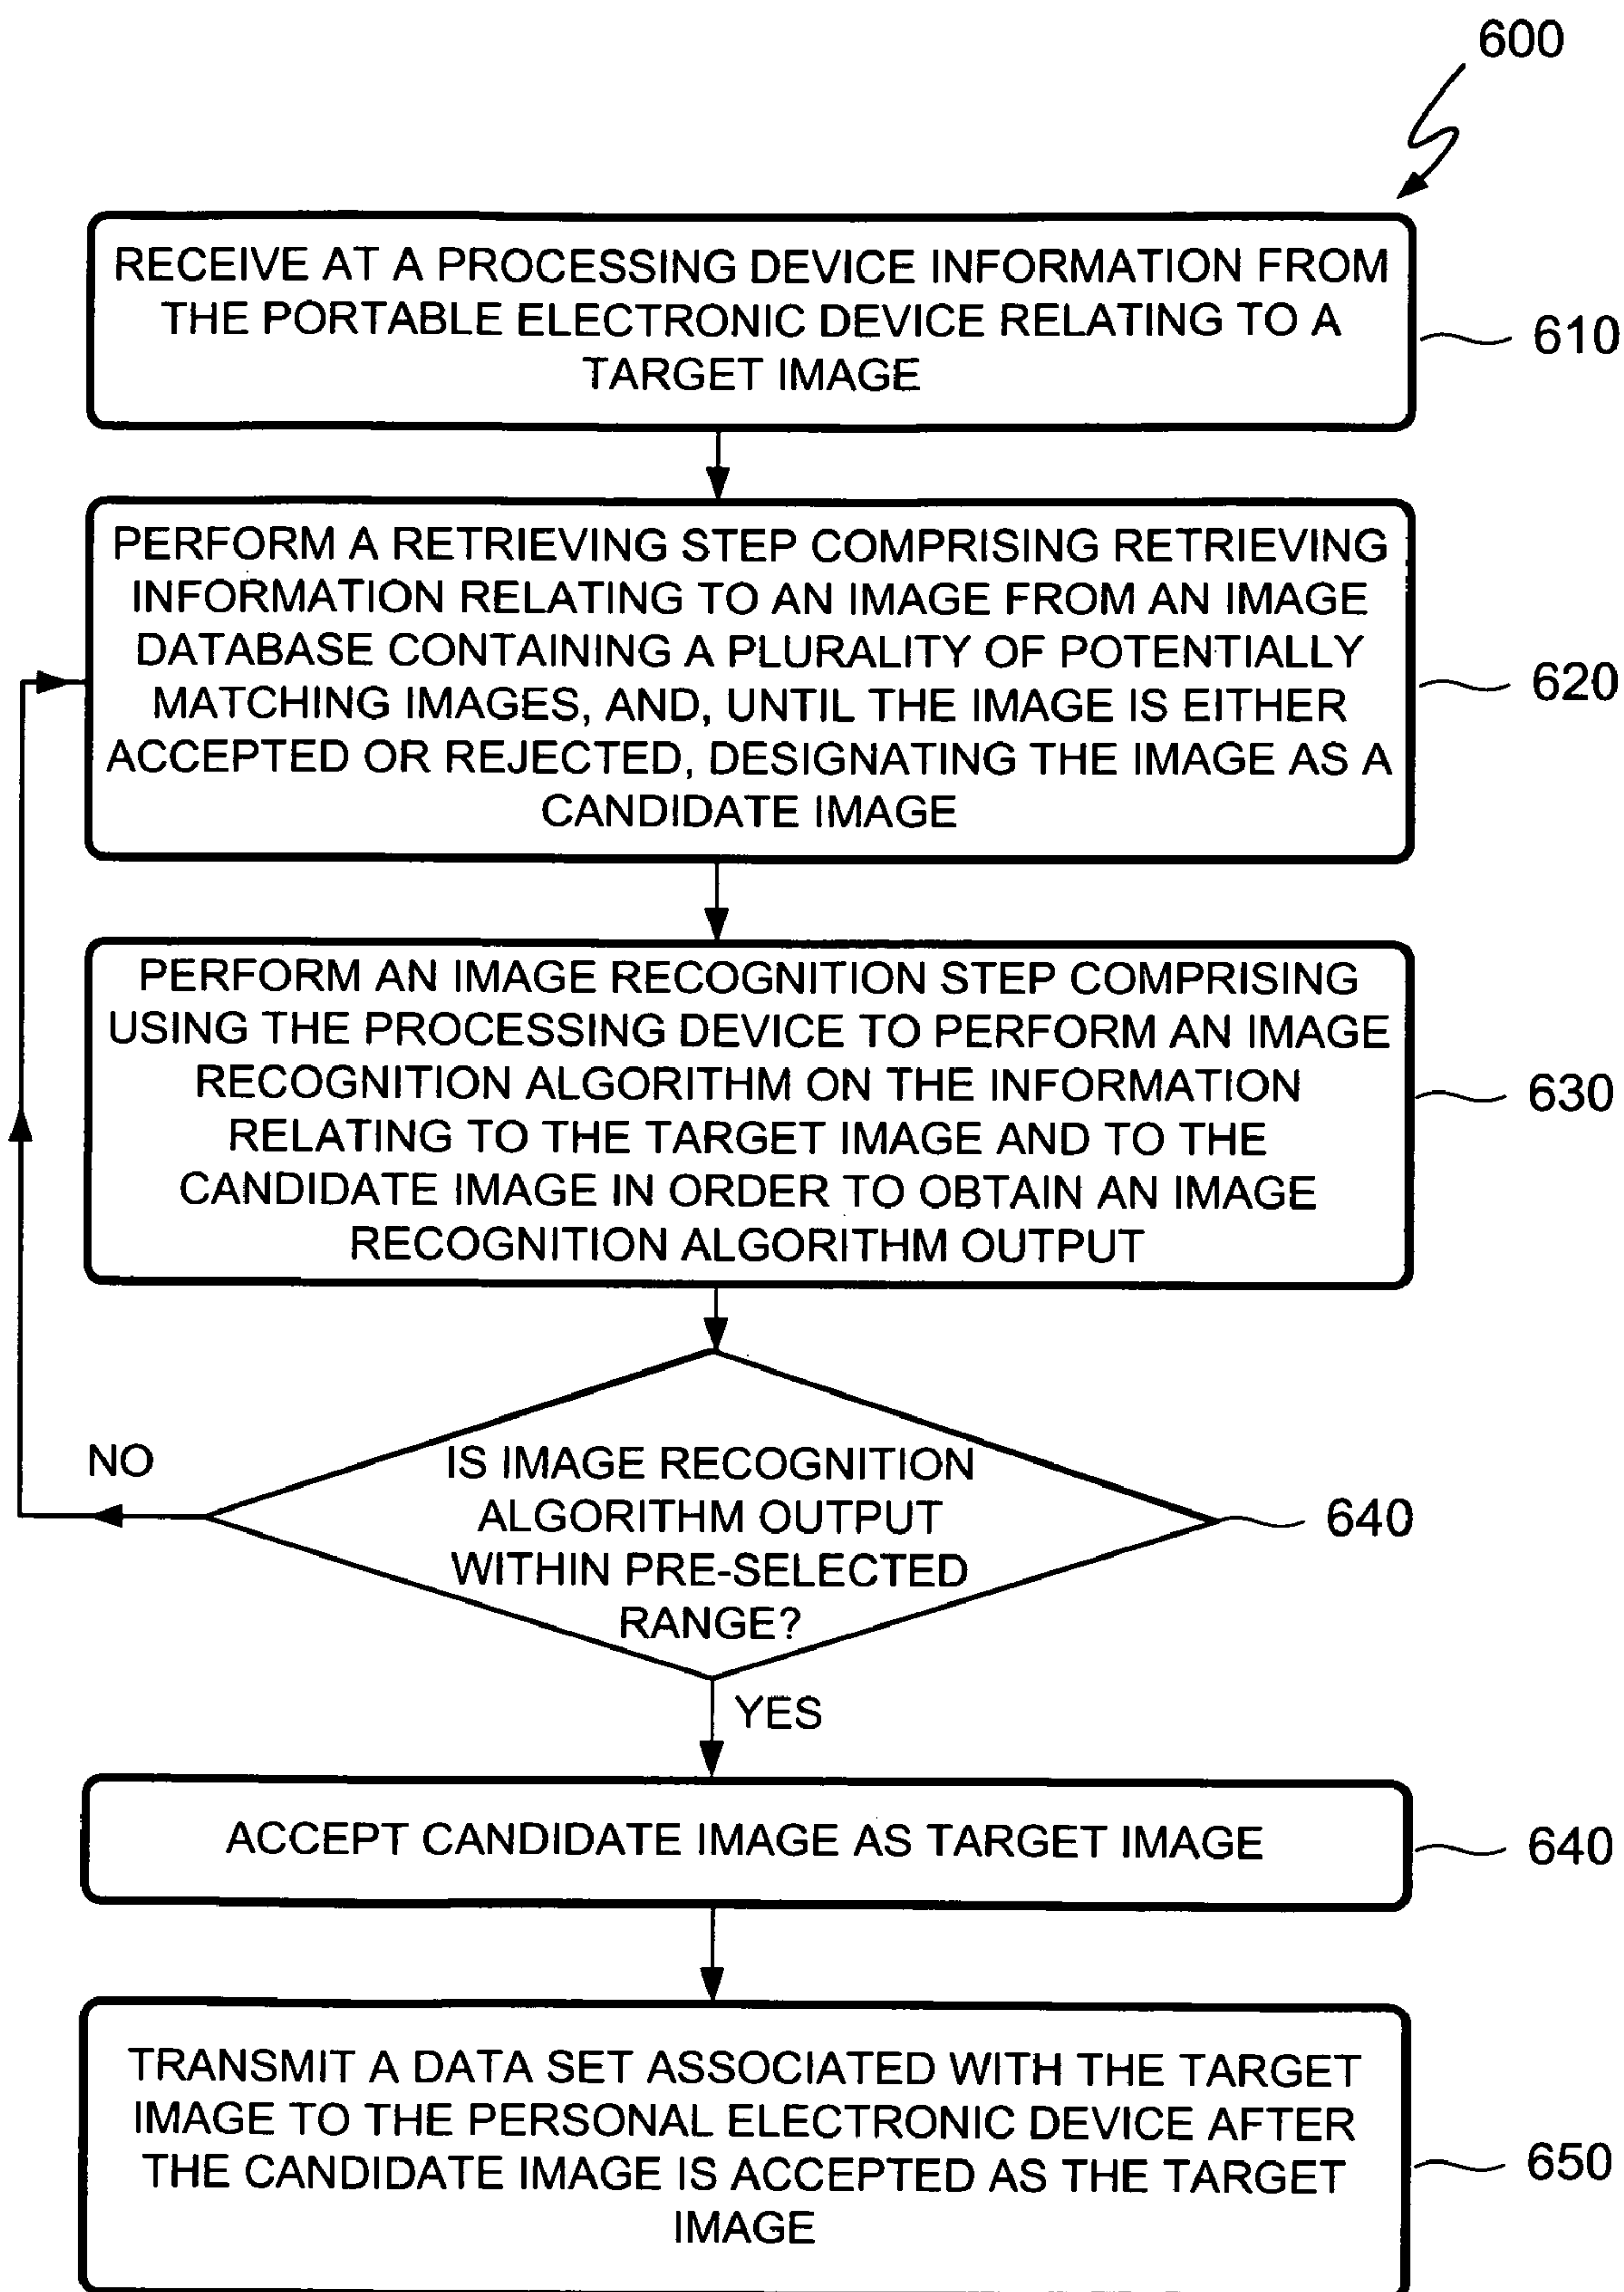 600
RECEIVE AT A PROCESSING DEVICE INFORMATION FROM
THE PORTABLE ELECTRONIC DEVICE RELATING TO A
TARGET IMAGE
610
PERFORM A RETRIEVING STEP COMPRISING RETRIEVING
INFORMATION RELATING TO AN IMAGE FROM AN IMAGE
DATABASE CONTAINING A PLURALITY OF POTENTIALLY
MATCHING IMAGES, AND, UNTIL THE IMAGE IS EITHER
ACCEPTED OR REJECTED, DESIGNATING THE IMAGE AS A
CANDIDATE IMAGE
620
PERFORM AN IMAGE RECOGNITION STEP COMPRISING
USING THE PROCESSING DEVICE TO PERFORM AN IMAGE
RECOGNITION ALGORITHM ON THE INFORMATION
RELATING TO THE TARGET IMAGE AND TO THE
CANDIDATE IMAGE IN ORDER TO OBTAIN AN IMAGE
RECOGNITION ALGORITHM OUTPUT
630
NO
IS IMAGE RECOGNITION
ALGORITHM OUTPUT
WITHIN PRE-SELECTED
RANGE?
640
YES
ACCEPT CANDIDATE IMAGE AS TARGET IMAGE
640
TRANSMIT A DATA SET ASSOCIATED WITH THE TARGET
IMAGE TO THE PERSONAL ELECTRONIC DEVICE AFTER
THE CANDIDATE IMAGE IS ACCEPTED AS THE TARGET
IMAGE
650